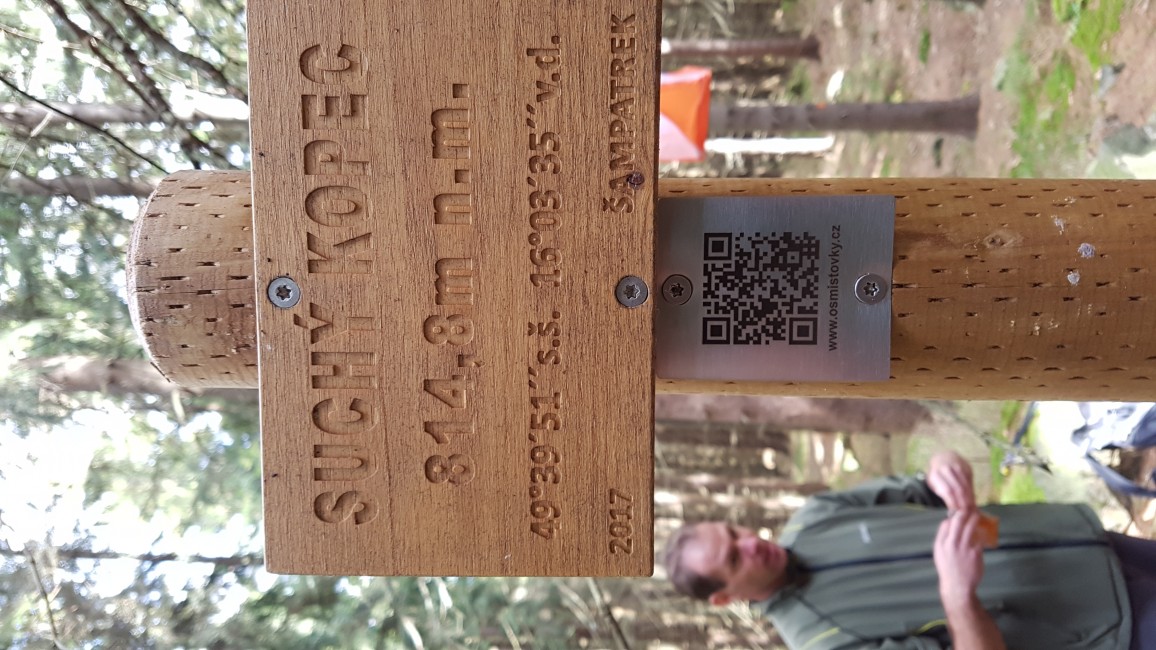 SUCHÝ KOPEC
814,8m n.m.
49°39′51′′ s.š. 16°03′35′′ v.d.
2017 ŠAMPATREK
www.osmistovky.cz